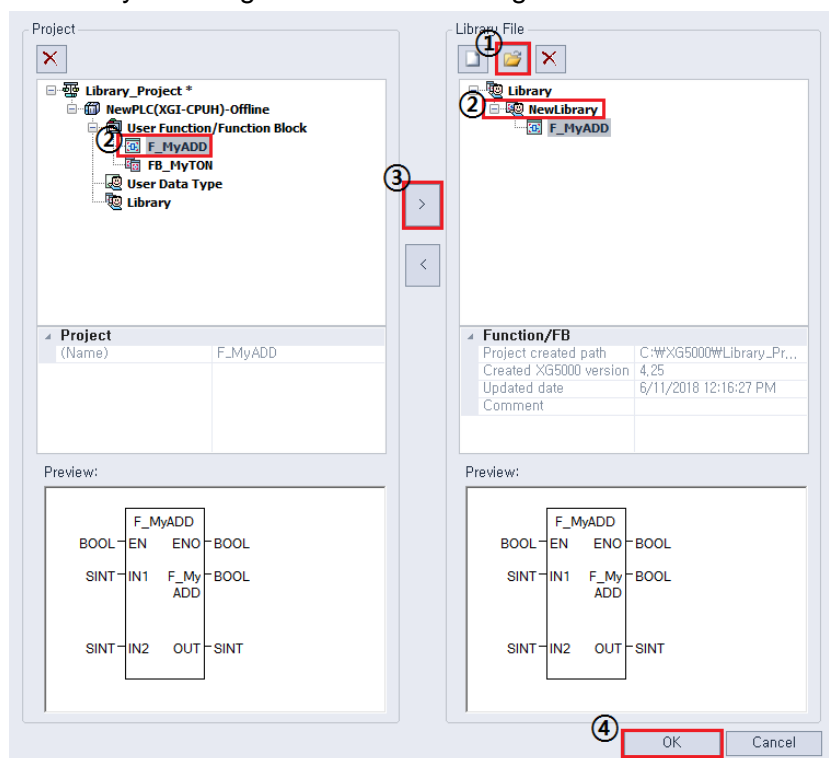 Project
Library_Project *
NewPLC(XGI-CPUH)-Offline
User Function/Function Block
② F_MyADD
FB_MyTON
User Data Type
Library
Project
(Name) F_MyADD
Preview:
F_MyADD
BOOL EN ENO BOOL
SINT IN1 F_My BOOL
ADD
SINT IN2 OUT SINT
③
>
<
Library File
①
Library
② NewLibrary
F_MyADD
Function/FB
Project created path C:₩XG5000₩Library_Pr...
Created XG5000 version 4,25
Updated date 6/11/2018 12:16:27 PM
Comment
Preview:
F_MyADD
BOOL EN ENO BOOL
SINT IN1 F_My BOOL
ADD
SINT IN2 OUT SINT
④
OK Cancel